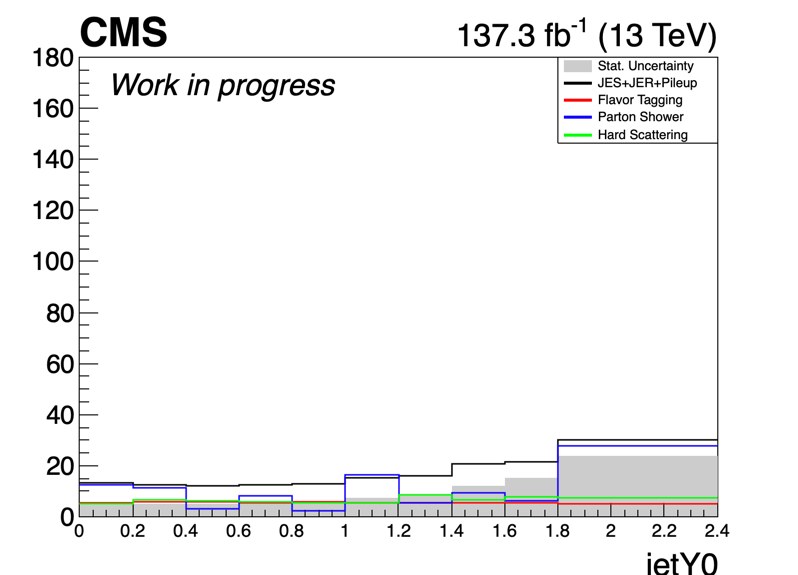 CMS 137.3 fb⁻¹ (13 TeV)
Work in progress
Stat. Uncertainty
JES+JER+Pileup
Flavor Tagging
Parton Shower
Hard Scattering
180
160
140
120
100
80
60
40
20
0
0 0.2 0.4 0.6 0.8 1 1.2 1.4 1.6 1.8 2 2.2 2.4
jetY0